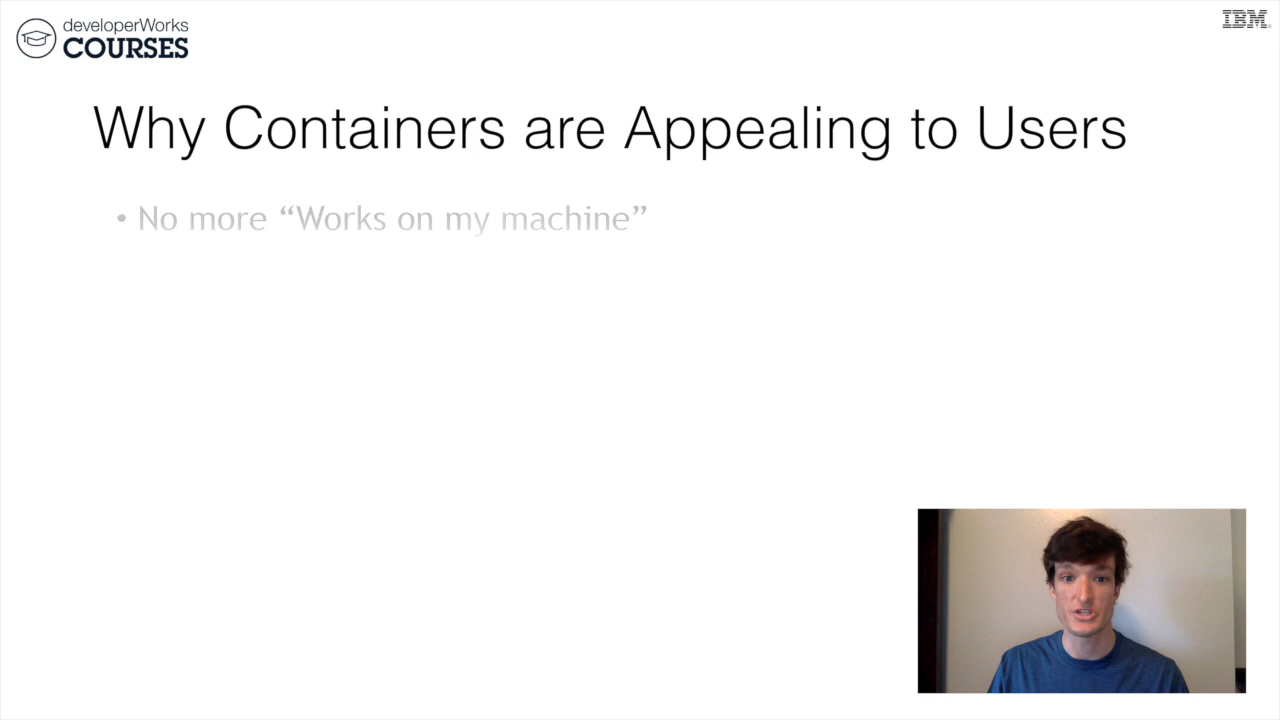 developerWorks
COURSES
IBM
Why Containers are Appealing to Users
• No more “Works on my machine”